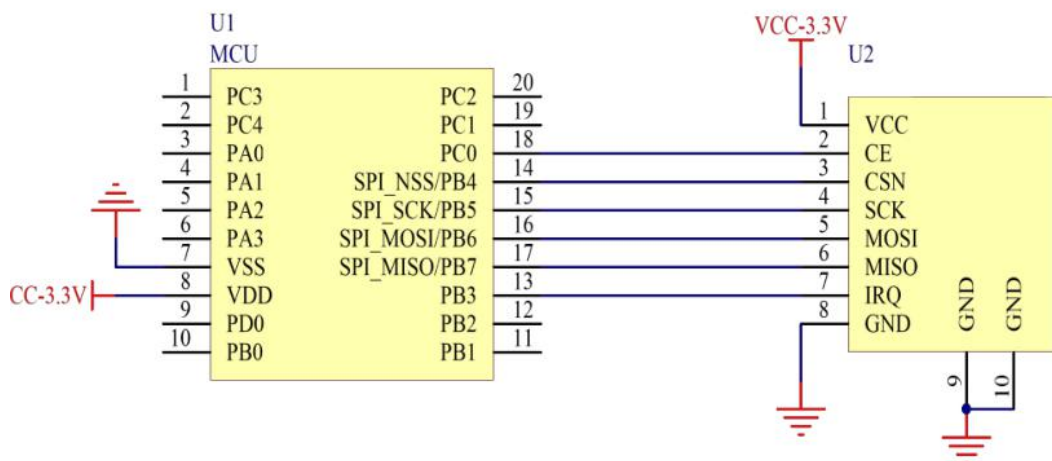 U1
MCU
1 PC3
2 PC4
3 PA0
4 PA1
5 PA2
6 PA3
7 VSS
8 VDD
9 PD0
10 PB0
CC-3.3V
PC2 20
PC1 19
PC0 18
SPI_NSS/PB4 14
SPI_SCK/PB5 15
SPI_MOSI/PB6 16
SPI_MISO/PB7 17
PB3 13
PB2 12
PB1 11
VCC-3.3V
U2
1 VCC
2 CE
3 CSN
4 SCK
5 MOSI
6 MISO
7 IRQ
8 GND
GND 9
GND 10